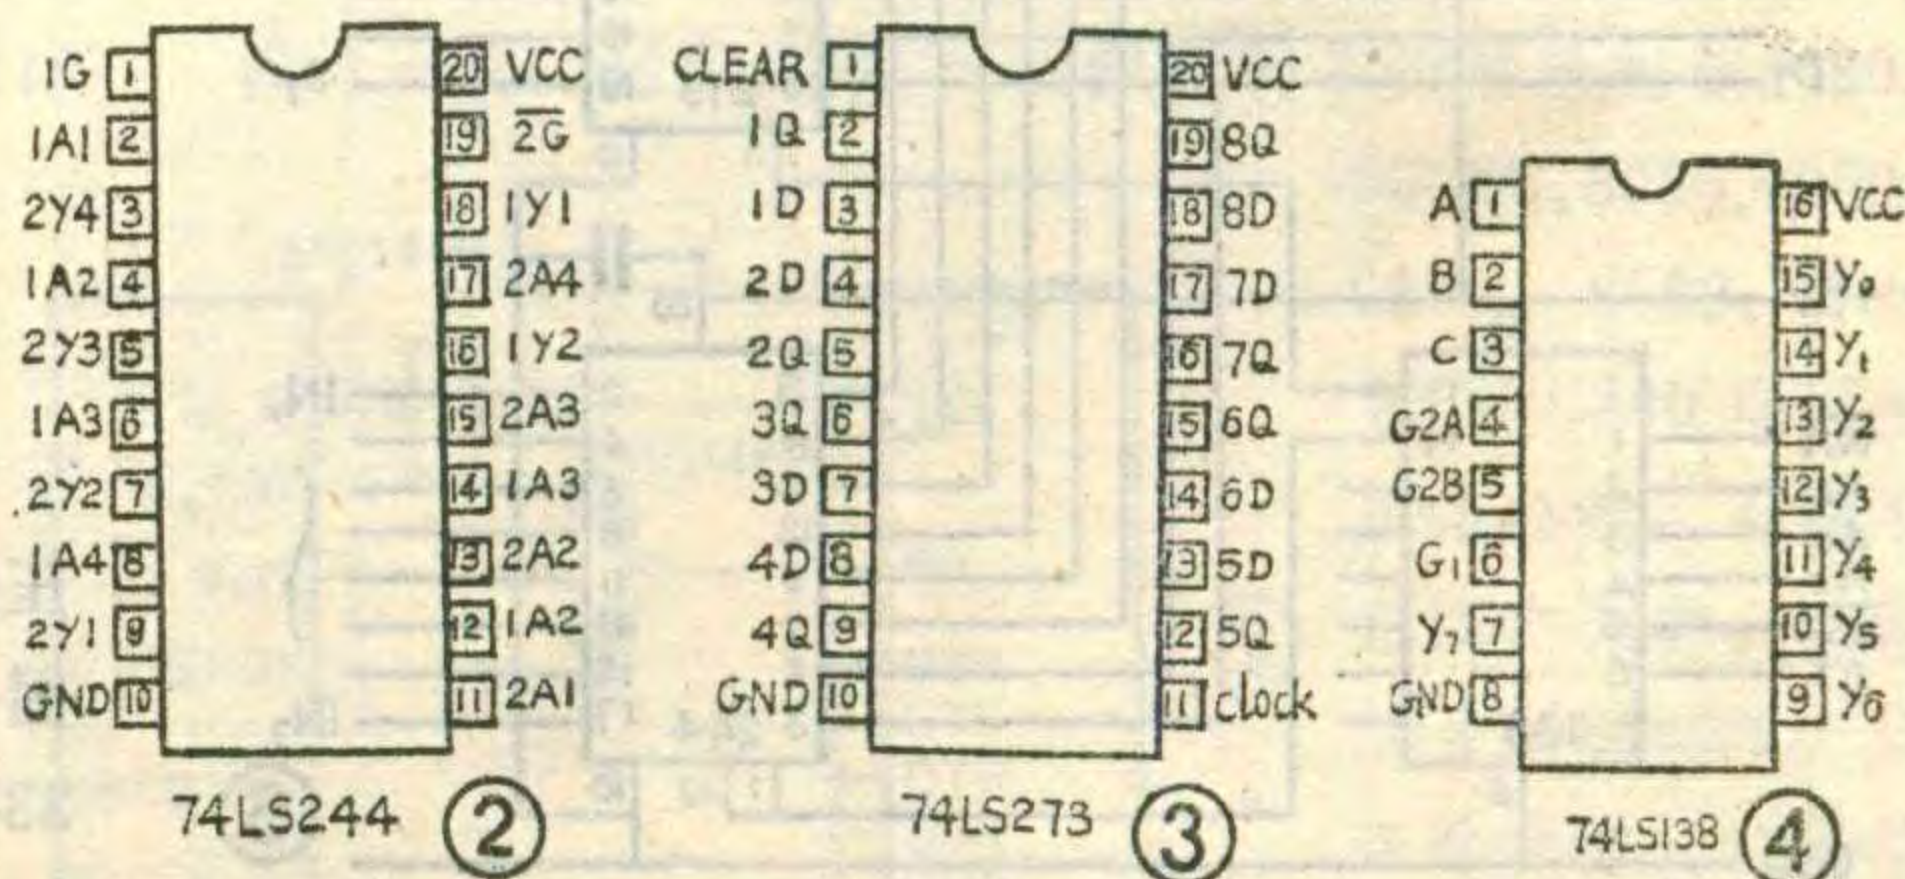 1G 1 20 VCC
1A1 2 19 2G
2Y4 3 18 1Y1
1A2 4 17 2A4
2Y3 5 16 1Y2
1A3 6 15 2A3
2Y2 7 14 1A3
1A4 8 13 2A2
2Y1 9 12 1A2
GND 10 11 2A1
74LS244 2
CLEAR 1 20 VCC
1Q 2 19 8Q
1D 3 18 8D
2D 4 17 7D
2Q 5 16 7Q
3Q 6 15 6Q
3D 7 14 6D
4D 8 13 5D
4Q 9 12 5Q
GND 10 11 clock
74LS273 3
A 1 16 VCC
B 2 15 Y0
C 3 14 Y1
G2A 4 13 Y2
G2B 5 12 Y3
G1 6 11 Y4
Y7 7 10 Y5
GND 8 9 Y6
74LS138 4